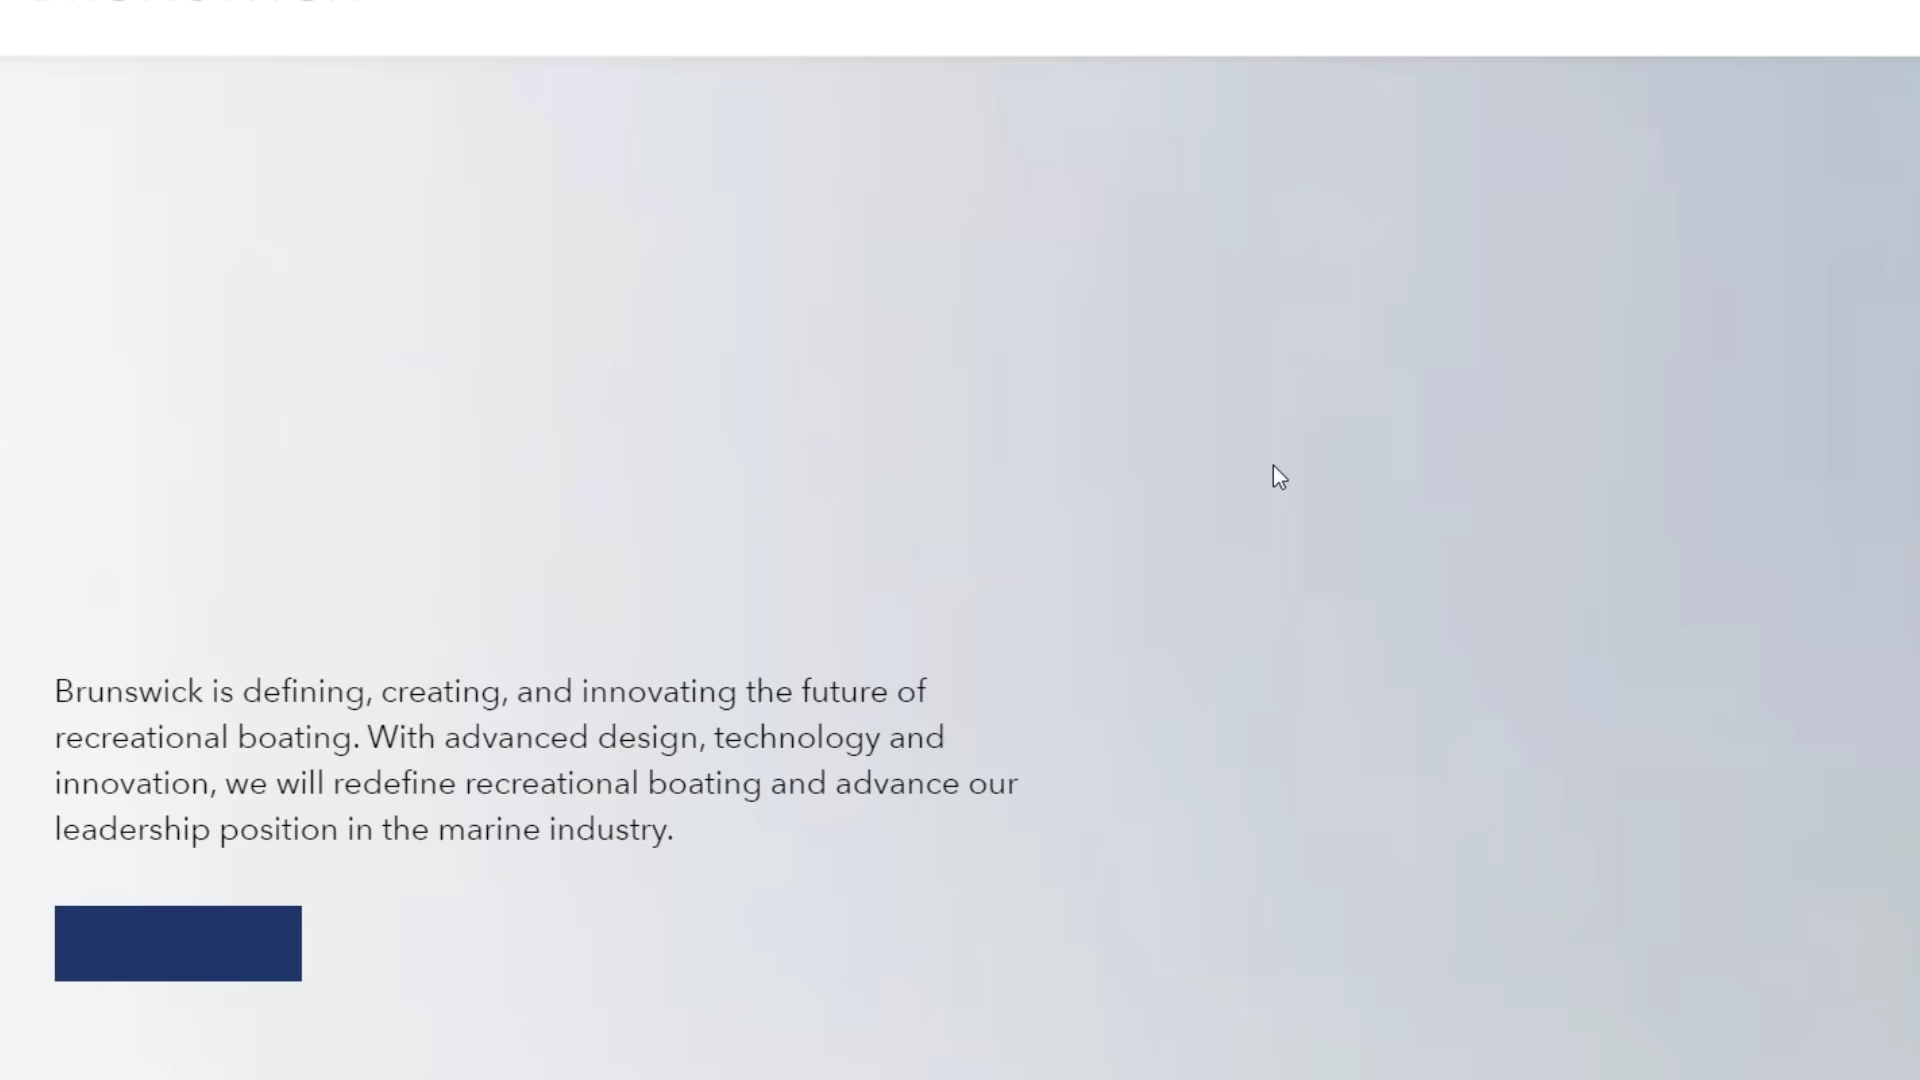 Brunswick is defining, creating, and innovating the future of
recreational boating. With advanced design, technology and
innovation, we will redefine recreational boating and advance our
leadership position in the marine industry.